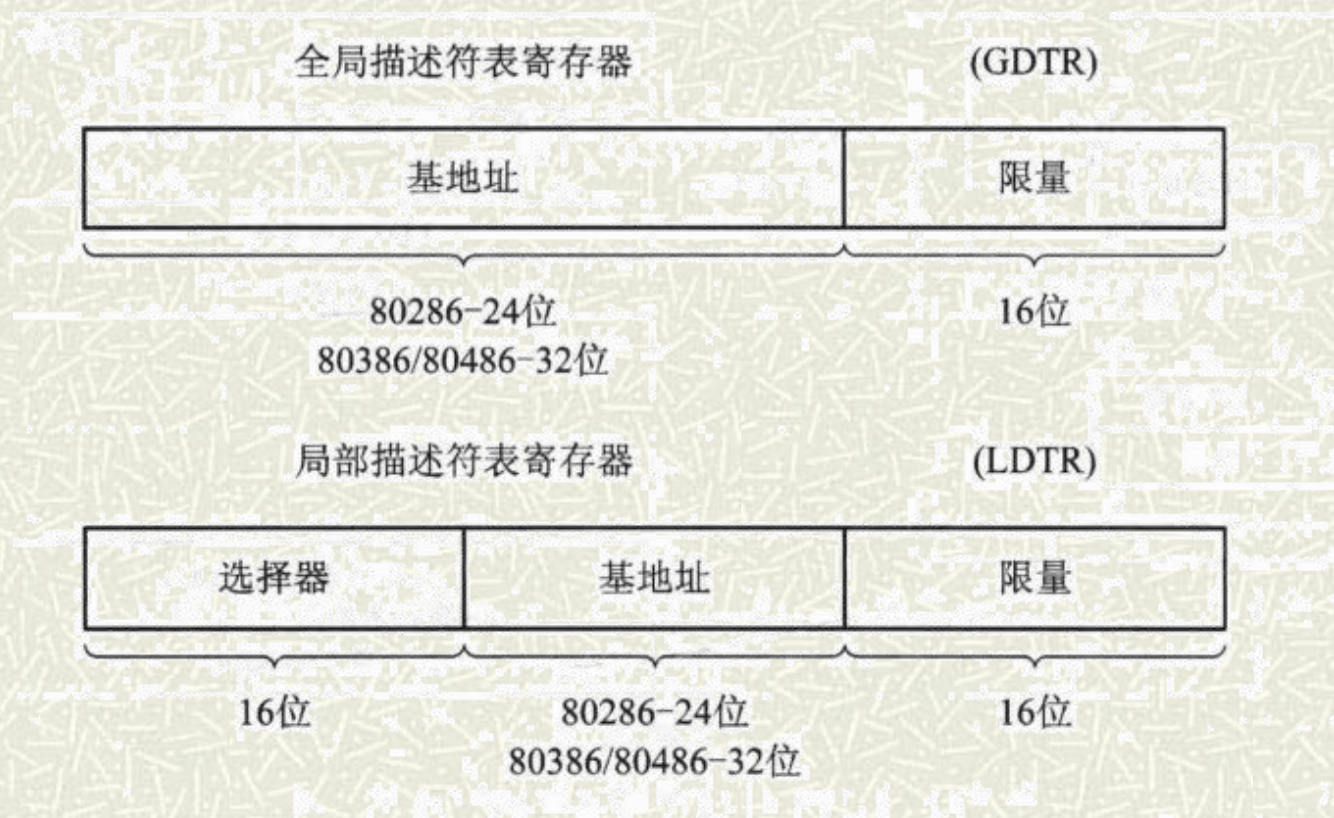 全局描述符表寄存器 (GDTR)
基地址 限量
80286-24位 16位
80386/80486-32位
局部描述符表寄存器 (LDTR)
选择器 基地址 限量
16位 80286-24位 16位
80386/80486-32位